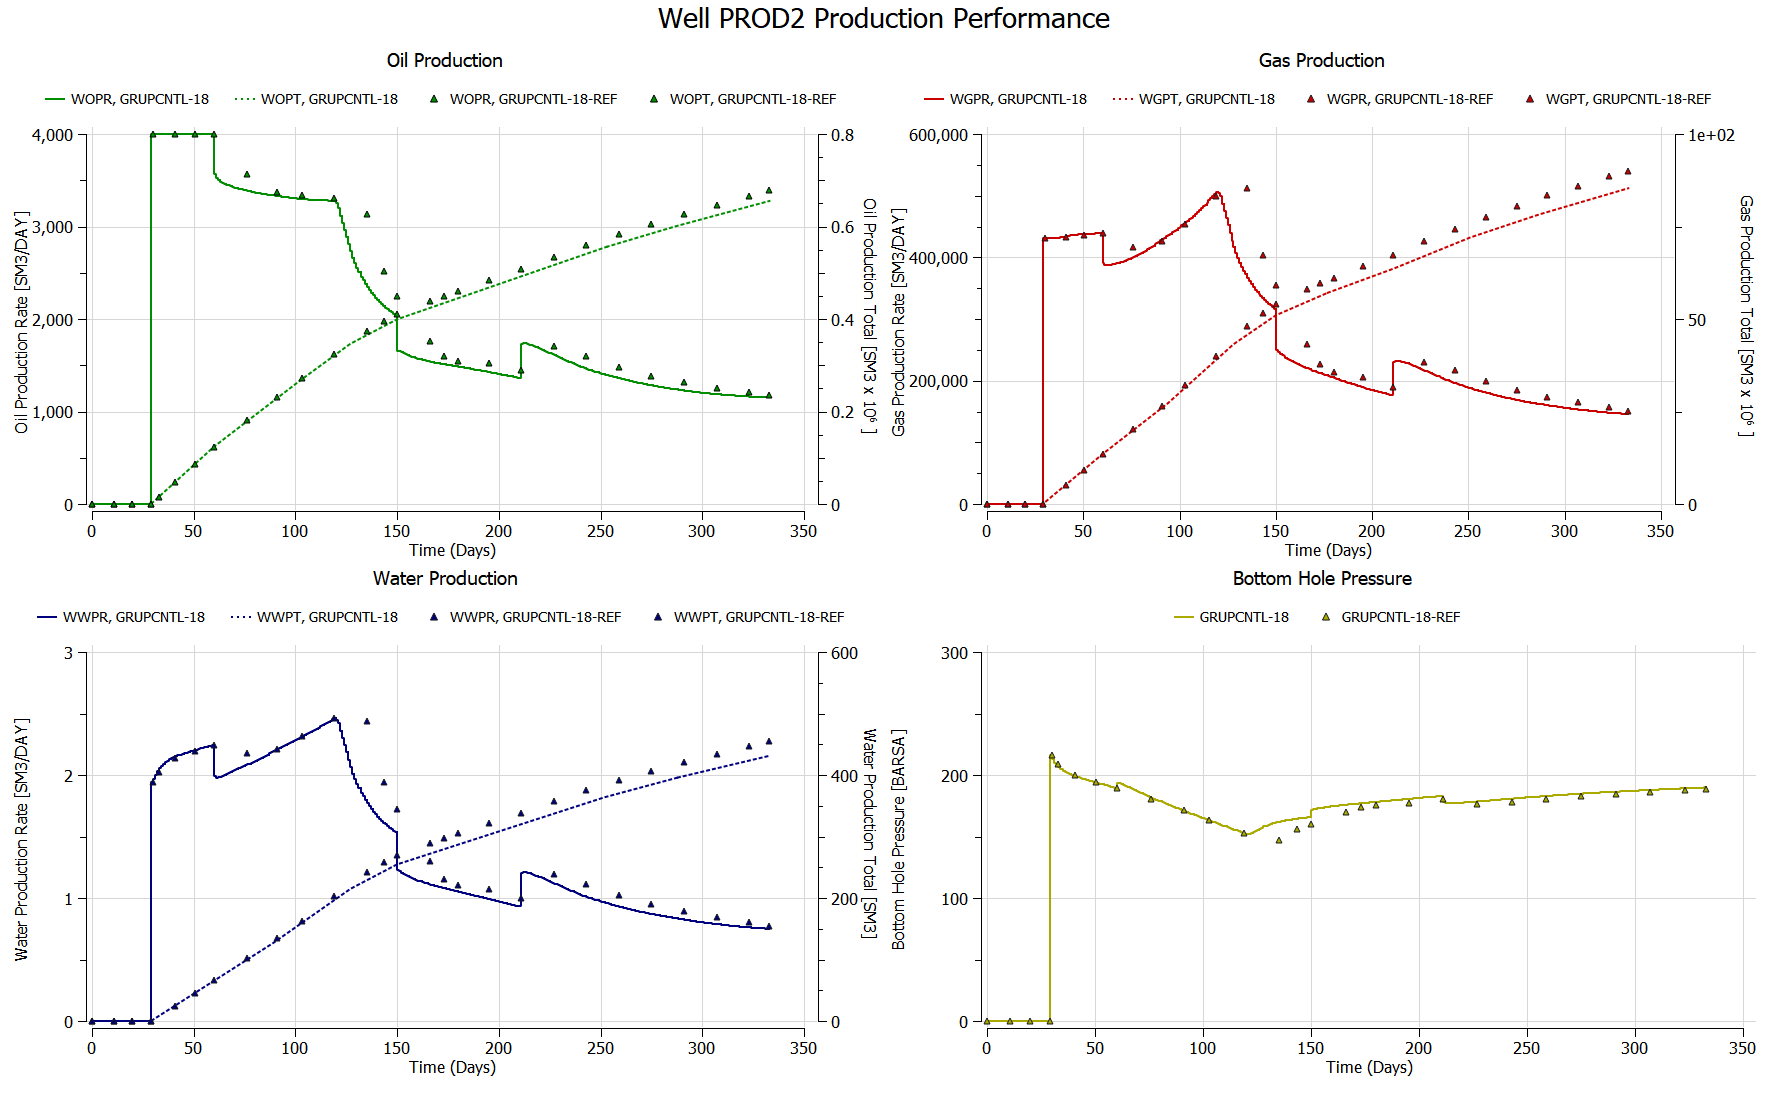 Well PROD2 Production Performance
Oil Production
WOPR, GRUPCNTL-18 WOPT, GRUPCNTL-18 WOPR, GRUPCNTL-18-REF WOPT, GRUPCNTL-18-REF
4,000
3,000
2,000
1,000
0
Oil Production Rate [SM3/DAY]
0.8
0.6
0.4
0.2
0
Oil Production Total [SM3 x 10⁶ ]
0 50 100 150 200 250 300 350
Time (Days)
Gas Production
WGPR, GRUPCNTL-18 WGPT, GRUPCNTL-18 WGPR, GRUPCNTL-18-REF WGPT, GRUPCNTL-18-REF
600,000
400,000
200,000
0
Gas Production Rate [SM3/DAY]
1e+02
50
0
Gas Production Total [SM3 x 10⁶ ]
0 50 100 150 200 250 300 350
Time (Days)
Water Production
WWPR, GRUPCNTL-18 WWPT, GRUPCNTL-18 WWPR, GRUPCNTL-18-REF WWPT, GRUPCNTL-18-REF
3
2
1
0
Water Production Rate [SM3/DAY]
600
400
200
0
Water Production Total [SM3]
0 50 100 150 200 250 300 350
Time (Days)
Bottom Hole Pressure
GRUPCNTL-18 GRUPCNTL-18-REF
300
200
100
0
Bottom Hole Pressure [BARSA]
0 50 100 150 200 250 300 350
Time (Days)